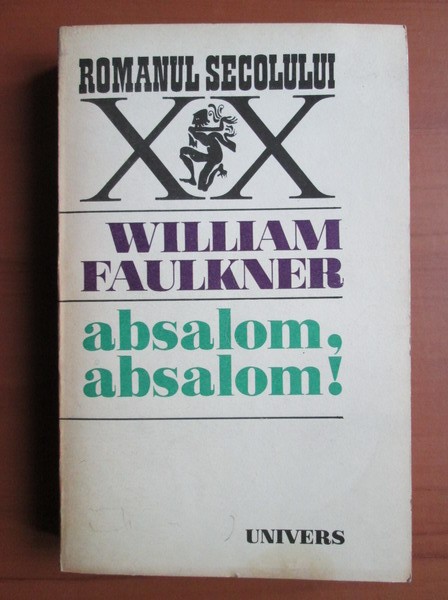 ROMANUL SECOLULUI
XX
WILLIAM
FAULKNER
absalom,
absalom!
UNIVERS